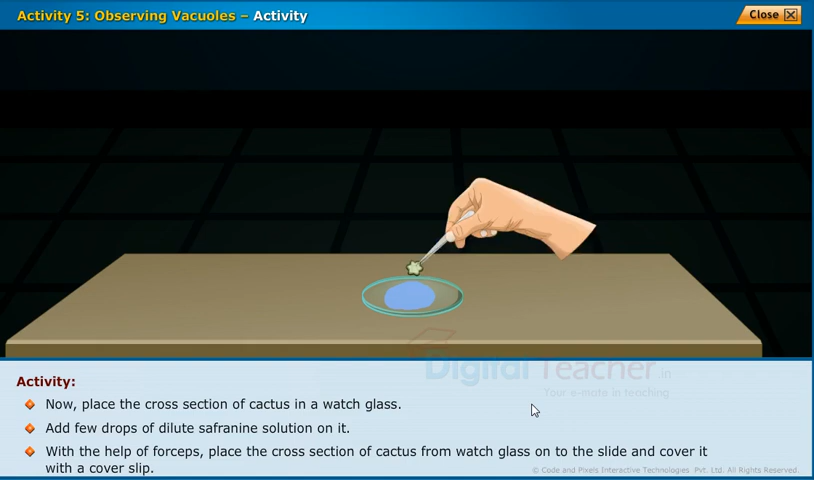 Activity 5: Observing Vacuoles – Activity
Close
Activity:
Now, place the cross section of cactus in a watch glass.
Add few drops of dilute safranine solution on it.
With the help of forceps, place the cross section of cactus from watch glass on to the slide and cover it
with a cover slip.
Digital Teacher.in
Your e-mate in teaching
© Code and Pixels Interactive Technologies Pvt. Ltd. All Rights Reserved.